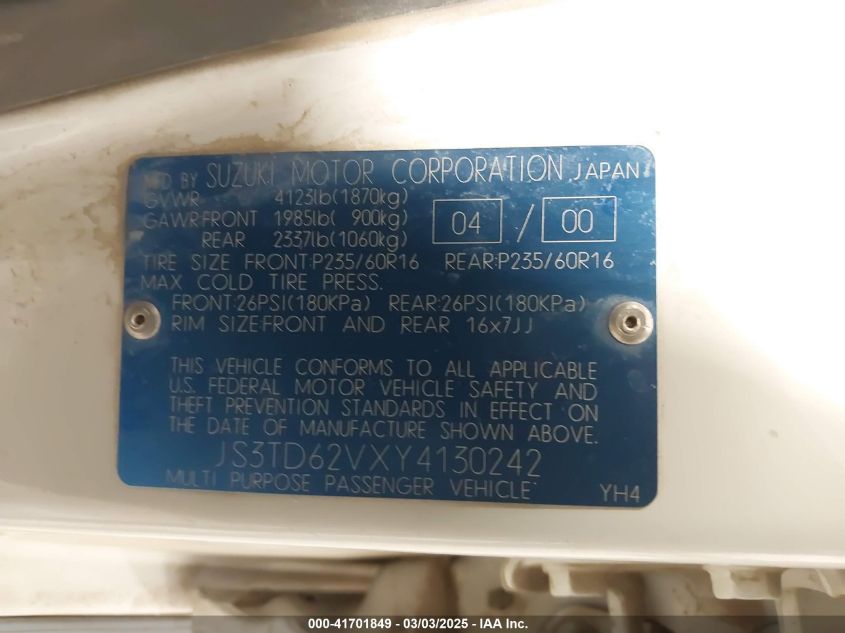 MFD BY SUZUKI MOTOR CORPORATION JAPAN
GVWR 4123lb(1870kg)
GAWR:FRONT 1985lb( 900kg) 04 / 00
REAR 2337lb(1060kg)
TIRE SIZE FRONT:P235/60R16 REAR:P235/60R16
MAX COLD TIRE PRESS.
FRONT:26PSI(180KPa) REAR:26PSI(180KPa)
RIM SIZE:FRONT AND REAR 16x7JJ
THIS VEHICLE CONFORMS TO ALL APPLICABLE
U.S. FEDERAL MOTOR VEHICLE SAFETY AND
THEFT PREVENTION STANDARDS IN EFFECT ON
THE DATE OF MANUFACTURE SHOWN ABOVE.
JS3TD62VXY4130242
MULTI PURPOSE PASSENGER VEHICLE YH4
000-41701849 | 03/03/2025 - IAA Inc.